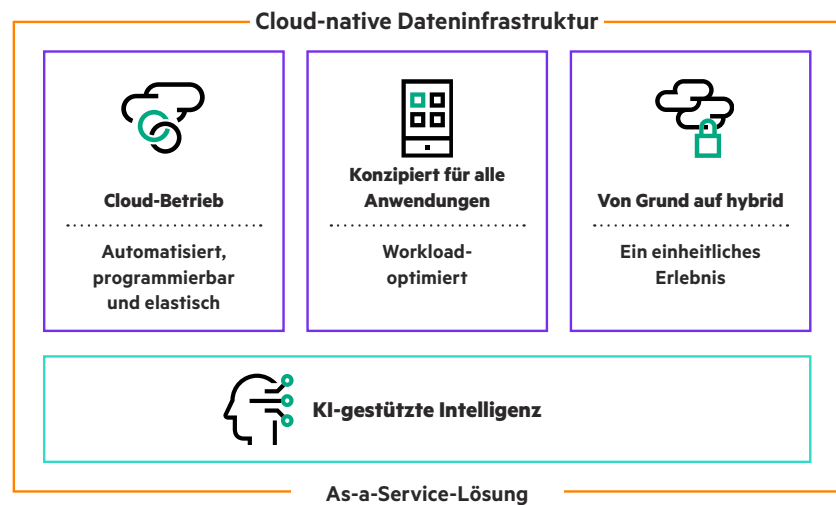 Cloud-native Dateninfrastruktur
Cloud-Betrieb
Automatisiert,
programmierbar
und elastisch
Konzipiert für alle
Anwendungen
Workload-
optimiert
Von Grund auf hybrid
Ein einheitliches
Erlebnis
KI-gestützte Intelligenz
As-a-Service-Lösung